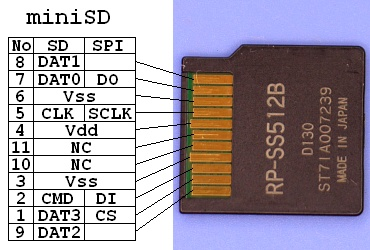 miniSD
No SD SPI
8 DAT1
7 DAT0 DO
6 Vss
5 CLK SCLK
4 Vdd
11 NC
10 NC
3 Vss
2 CMD DI
1 DAT3 CS
9 DAT2
RP-SS512B
D130
ST71A007239
MADE IN JAPAN